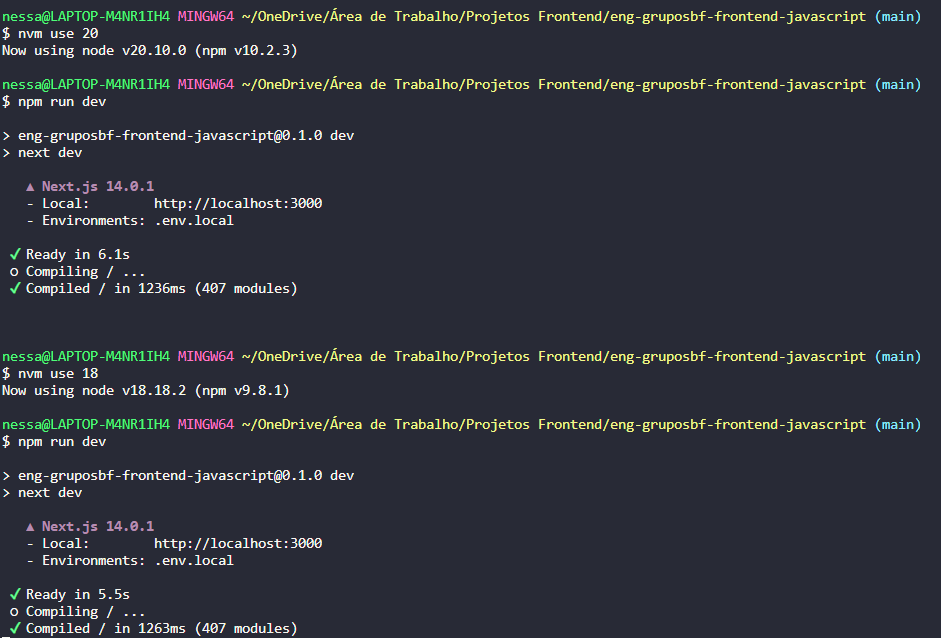 nessa@LAPTOP-M4NR1IH4 MINGW64 ~/OneDrive/Área de Trabalho/Projetos Frontend/eng-gruposbf-frontend-javascript (main)
$ nvm use 20
Now using node v20.10.0 (npm v10.2.3)
nessa@LAPTOP-M4NR1IH4 MINGW64 ~/OneDrive/Área de Trabalho/Projetos Frontend/eng-gruposbf-frontend-javascript (main)
$ npm run dev
> eng-gruposbf-frontend-javascript@0.1.0 dev
> next dev
▲ Next.js 14.0.1
- Local: http://localhost:3000
- Environments: .env.local
✓ Ready in 6.1s
○ Compiling / ...
✓ Compiled / in 1236ms (407 modules)
nessa@LAPTOP-M4NR1IH4 MINGW64 ~/OneDrive/Área de Trabalho/Projetos Frontend/eng-gruposbf-frontend-javascript (main)
$ nvm use 18
Now using node v18.18.2 (npm v9.8.1)
nessa@LAPTOP-M4NR1IH4 MINGW64 ~/OneDrive/Área de Trabalho/Projetos Frontend/eng-gruposbf-frontend-javascript (main)
$ npm run dev
> eng-gruposbf-frontend-javascript@0.1.0 dev
> next dev
▲ Next.js 14.0.1
- Local: http://localhost:3000
- Environments: .env.local
✓ Ready in 5.5s
○ Compiling / ...
✓ Compiled / in 1263ms (407 modules)